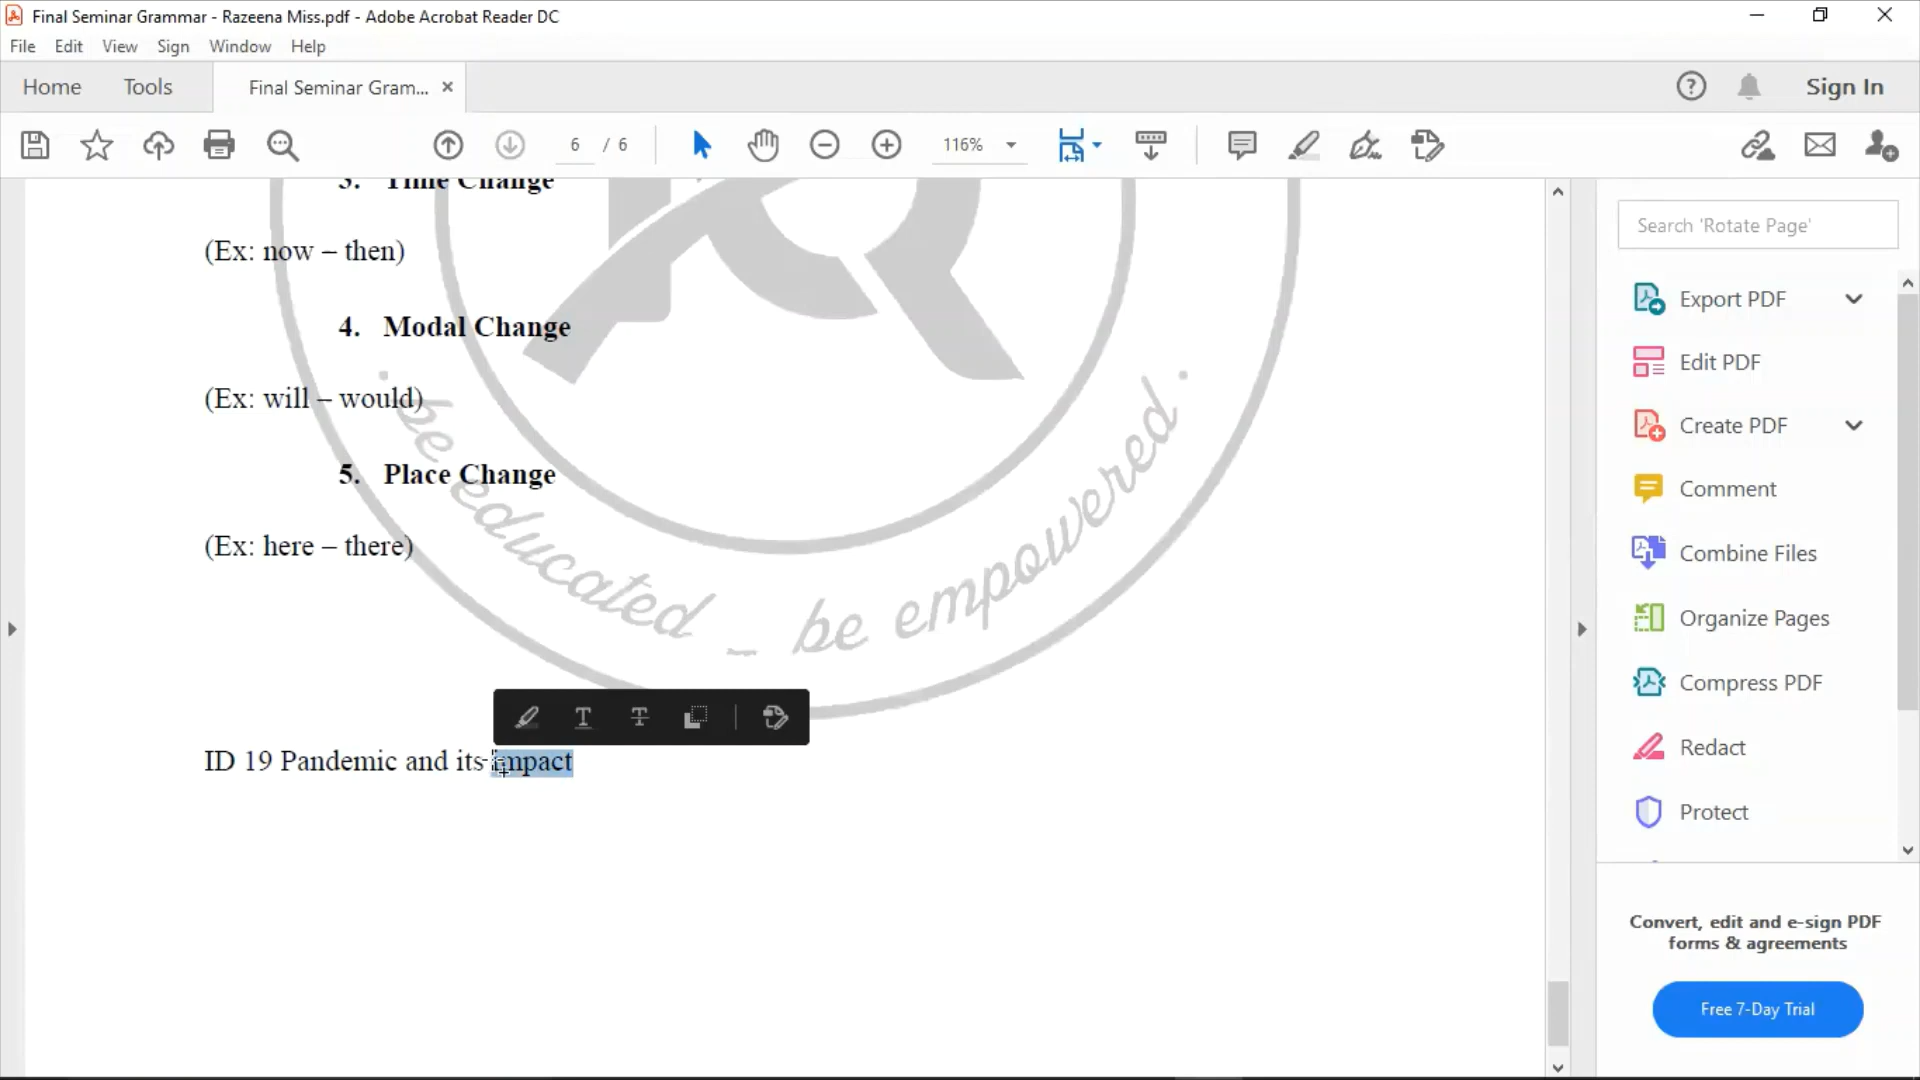 Final Seminar Grammar - Razeena Miss.pdf - Adobe Acrobat Reader DC
File Edit View Sign Window Help
Home Tools Final Seminar Gram... Sign In
6 / 6 116%
3. Time Change
(Ex: now – then)
4. Modal Change
(Ex: will – would)
5. Place Change
(Ex: here – there)
. be educated _ be empowered .
ID 19 Pandemic and its impact
Search 'Rotate Page'
Export PDF
Edit PDF
Create PDF
Comment
Combine Files
Organize Pages
Compress PDF
Redact
Protect
Convert, edit and e-sign PDF
forms & agreements
Free 7-Day Trial